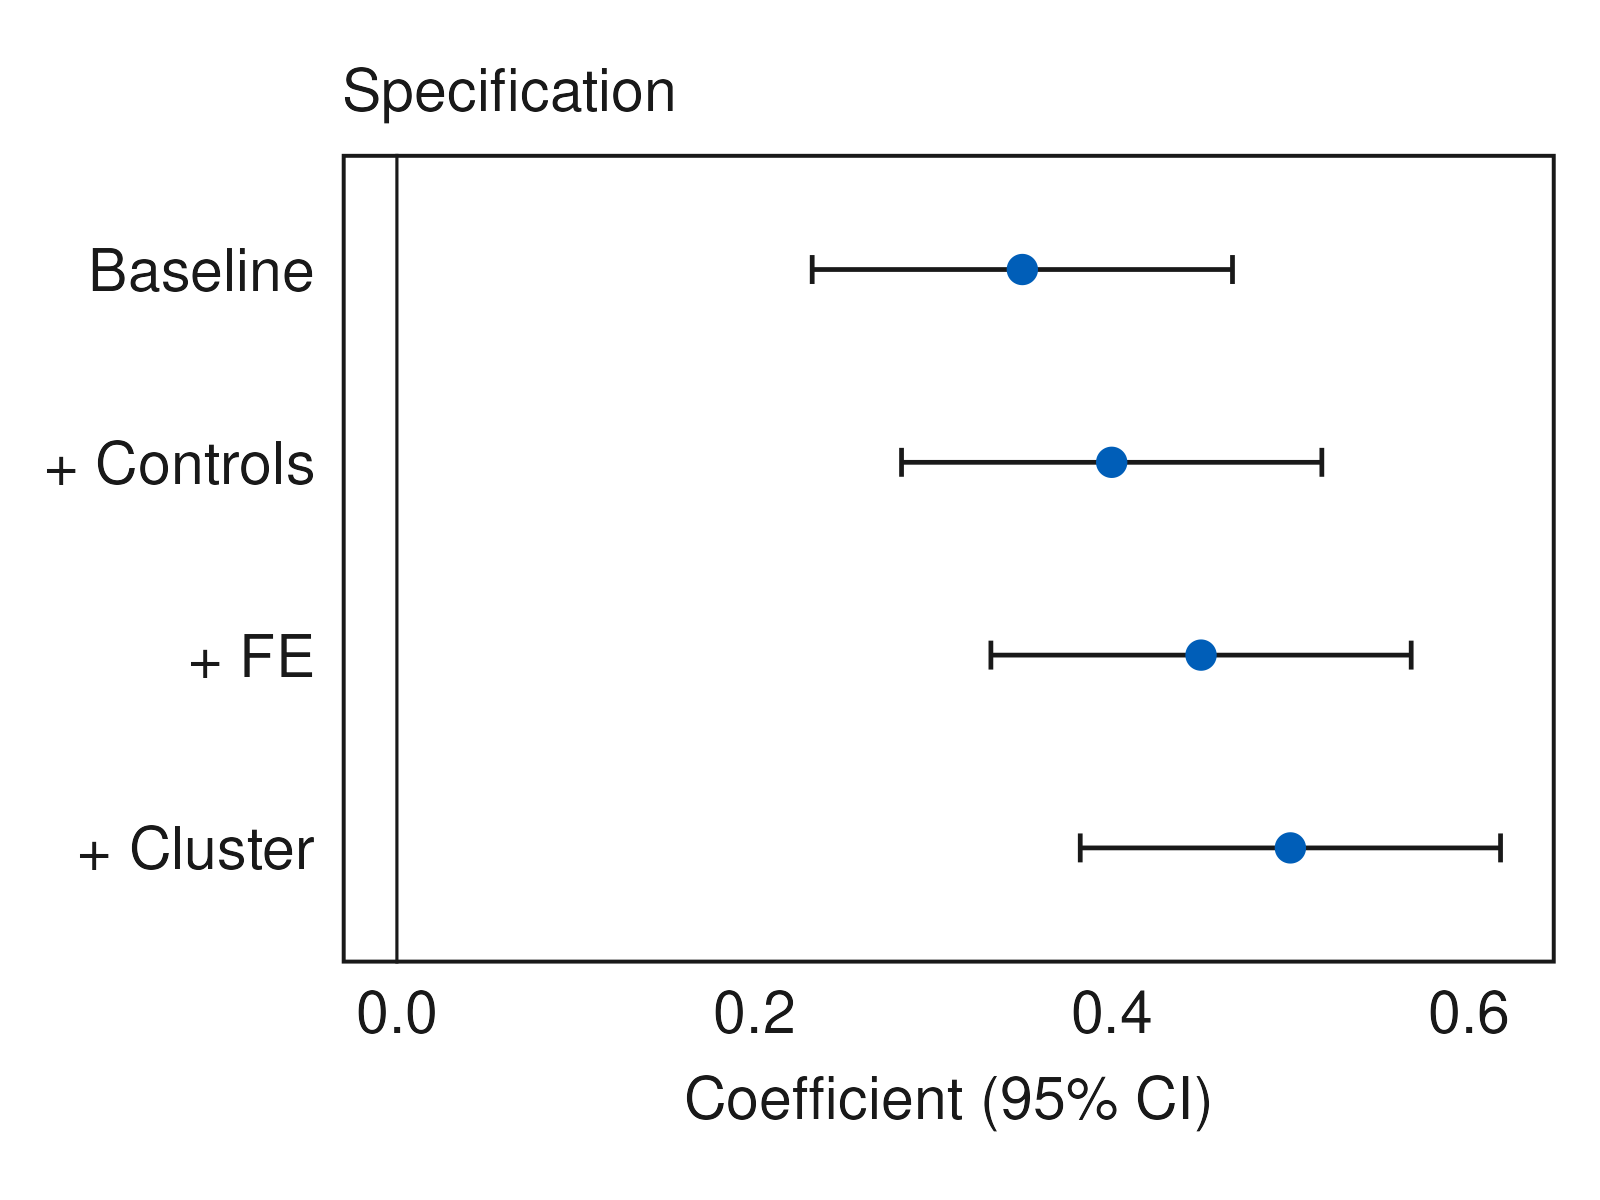 Specification
Baseline
+ Controls
+ FE
+ Cluster
0.0 0.2 0.4 0.6
Coefficient (95% CI)